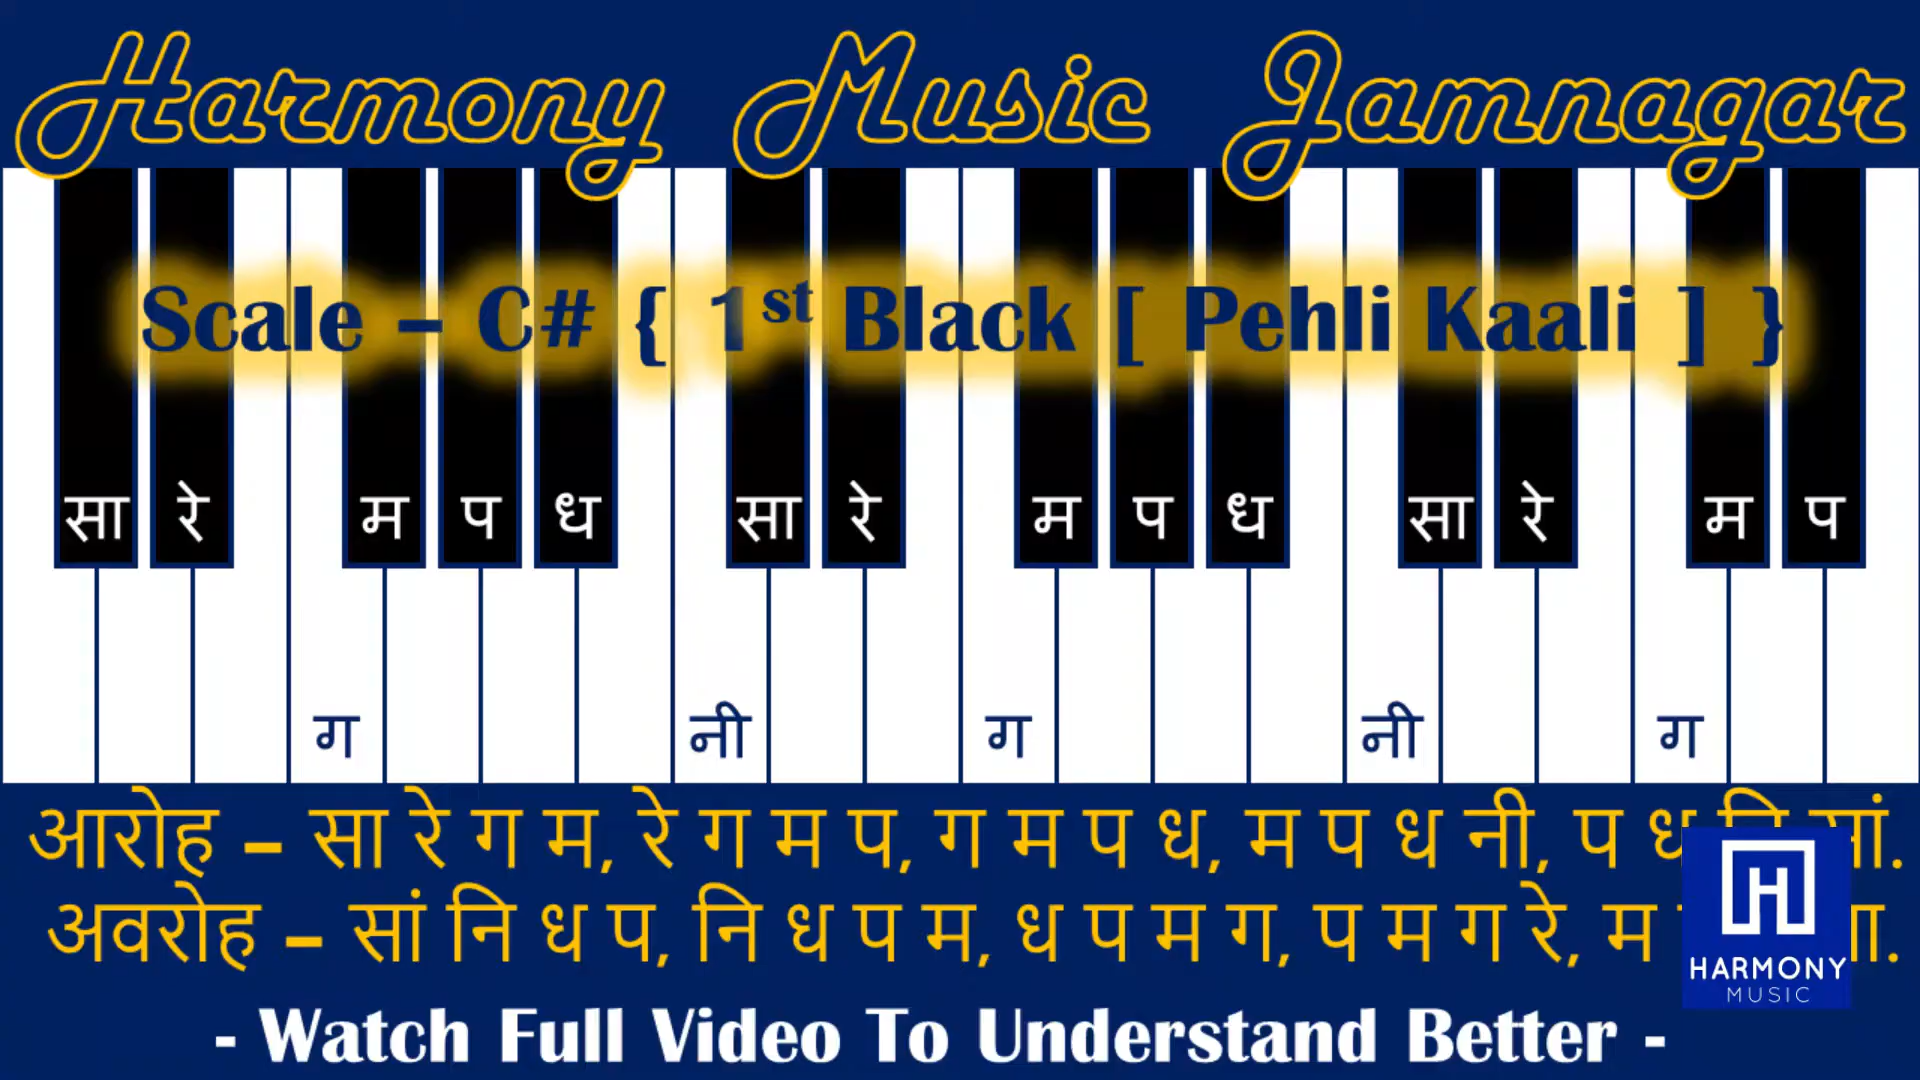 Harmony Music Jamnagar
Scale – C# { 1st Black [ Pehli Kaali ] }
सा रे म प ध सा रे म प ध सा रे म प
ग नी ग नी ग
आरोह – सा रे ग म, रे ग म प, ग म प ध, म प ध नी, प ध
अवरोह – सां नि ध प, नि ध प म, ध प म ग, प म ग रे, म
HARMONY
MUSIC
- Watch Full Video To Understand Better -